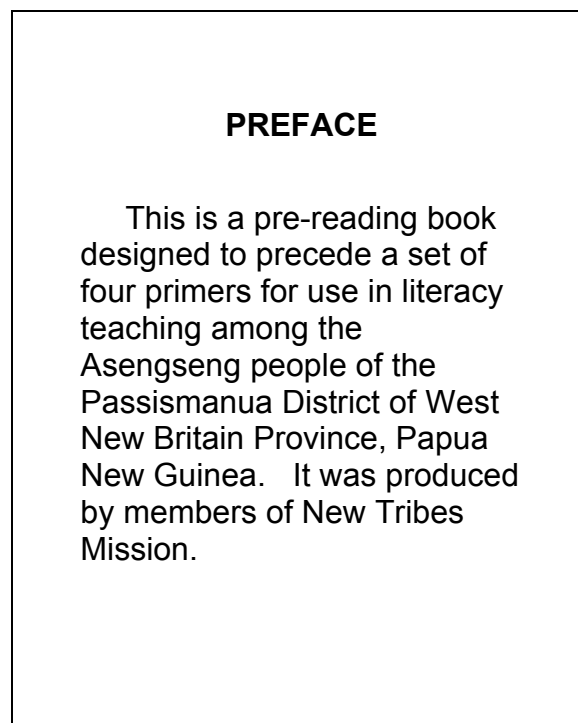 PREFACE
This is a pre-reading book
designed to precede a set of
four primers for use in literacy
teaching among the
Asengseng people of the
Passismanua District of West
New Britain Province, Papua
New Guinea.   It was produced
by members of New Tribes
Mission.